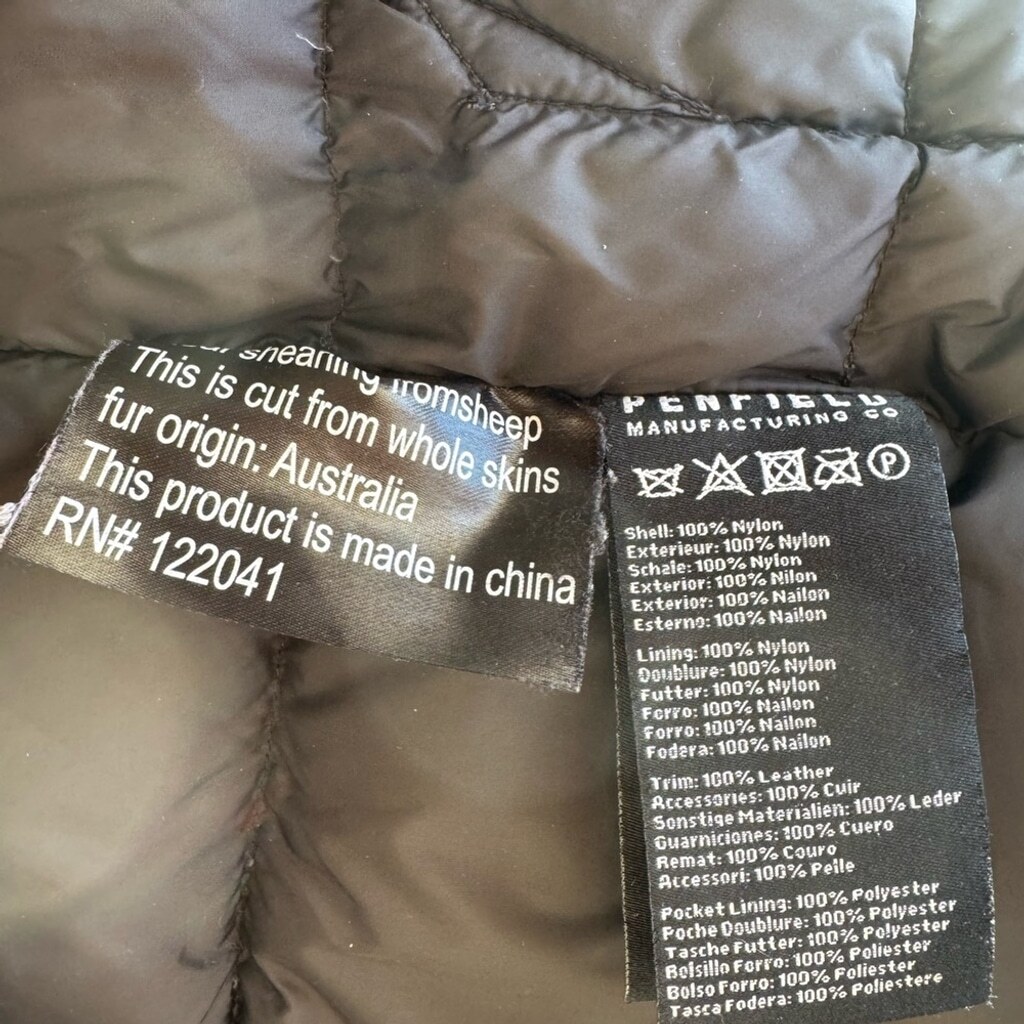 shearling fromsheep
This is cut from whole skins
fur origin: Australia
This product is made in china
RN# 122041
PENFIELD
MANUFACTURING CO
P
Shell: 100% Nylon
Exterieur: 100% Nylon
Schale: 100% Nylon
Exterior: 100% Nilon
Exterior: 100% Nailon
Esterno: 100% Nailon
Lining: 100% Nylon
Doublure: 100% Nylon
Futter: 100% Nylon
Forro: 100% Nailon
Forro: 100% Nailon
Fodera: 100% Nailon
Trim: 100% Leather
Accessories: 100% Cuir
Sonstige Materialien: 100% Leder
Guarniciones: 100% Cuero
Remat: 100% Couro
Accessori: 100% Pelle
Pocket Lining: 100% Polyester
Poche Doublure: 100% Polyester
Tasche Futter: 100% Polyester
Bolsillo Forro: 100% Poliester
Bolso Forro: 100% Poliester
Tasca Fodera: 100% Poliestere